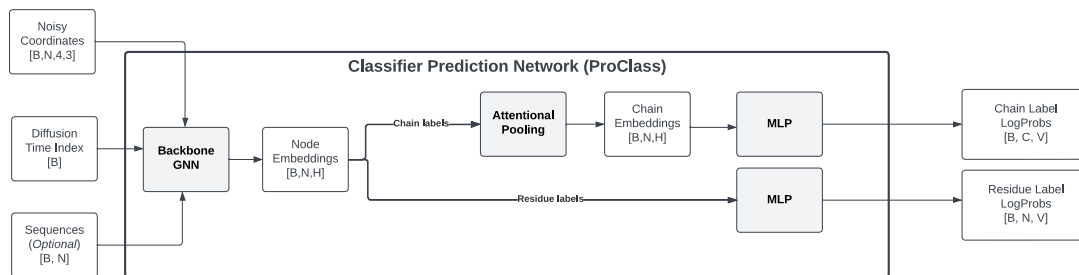 Noisy
Coordinates
[B,N,4,3]
Classifier Prediction Network (ProClass)
Diffusion
Time Index
[B]
Sequences
(Optional)
[B, N]
Backbone
GNN
Node
Embeddings
[B,N,H]
Chain labels
Attentional
Pooling
Chain
Embeddings
[B,N,H]
MLP
Chain Label
LogProbs
[B, C, V]
Residue labels
MLP
Residue Label
LogProbs
[B, N, V]